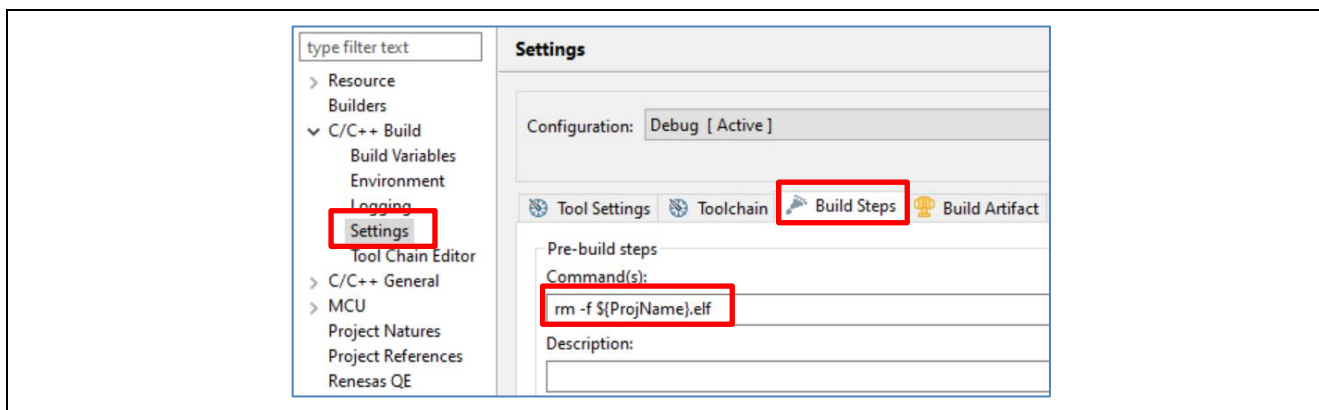 type filter text
Resource
Builders
C/C++ Build
Build Variables
Environment
Logging
Settings
Tool Chain Editor
C/C++ General
MCU
Project Natures
Project References
Renesas QE
Settings
Configuration: Debug [ Active ]
Tool Settings Toolchain Build Steps Build Artifact
Pre-build steps
Command(s):
rm -f ${ProjName}.elf
Description: